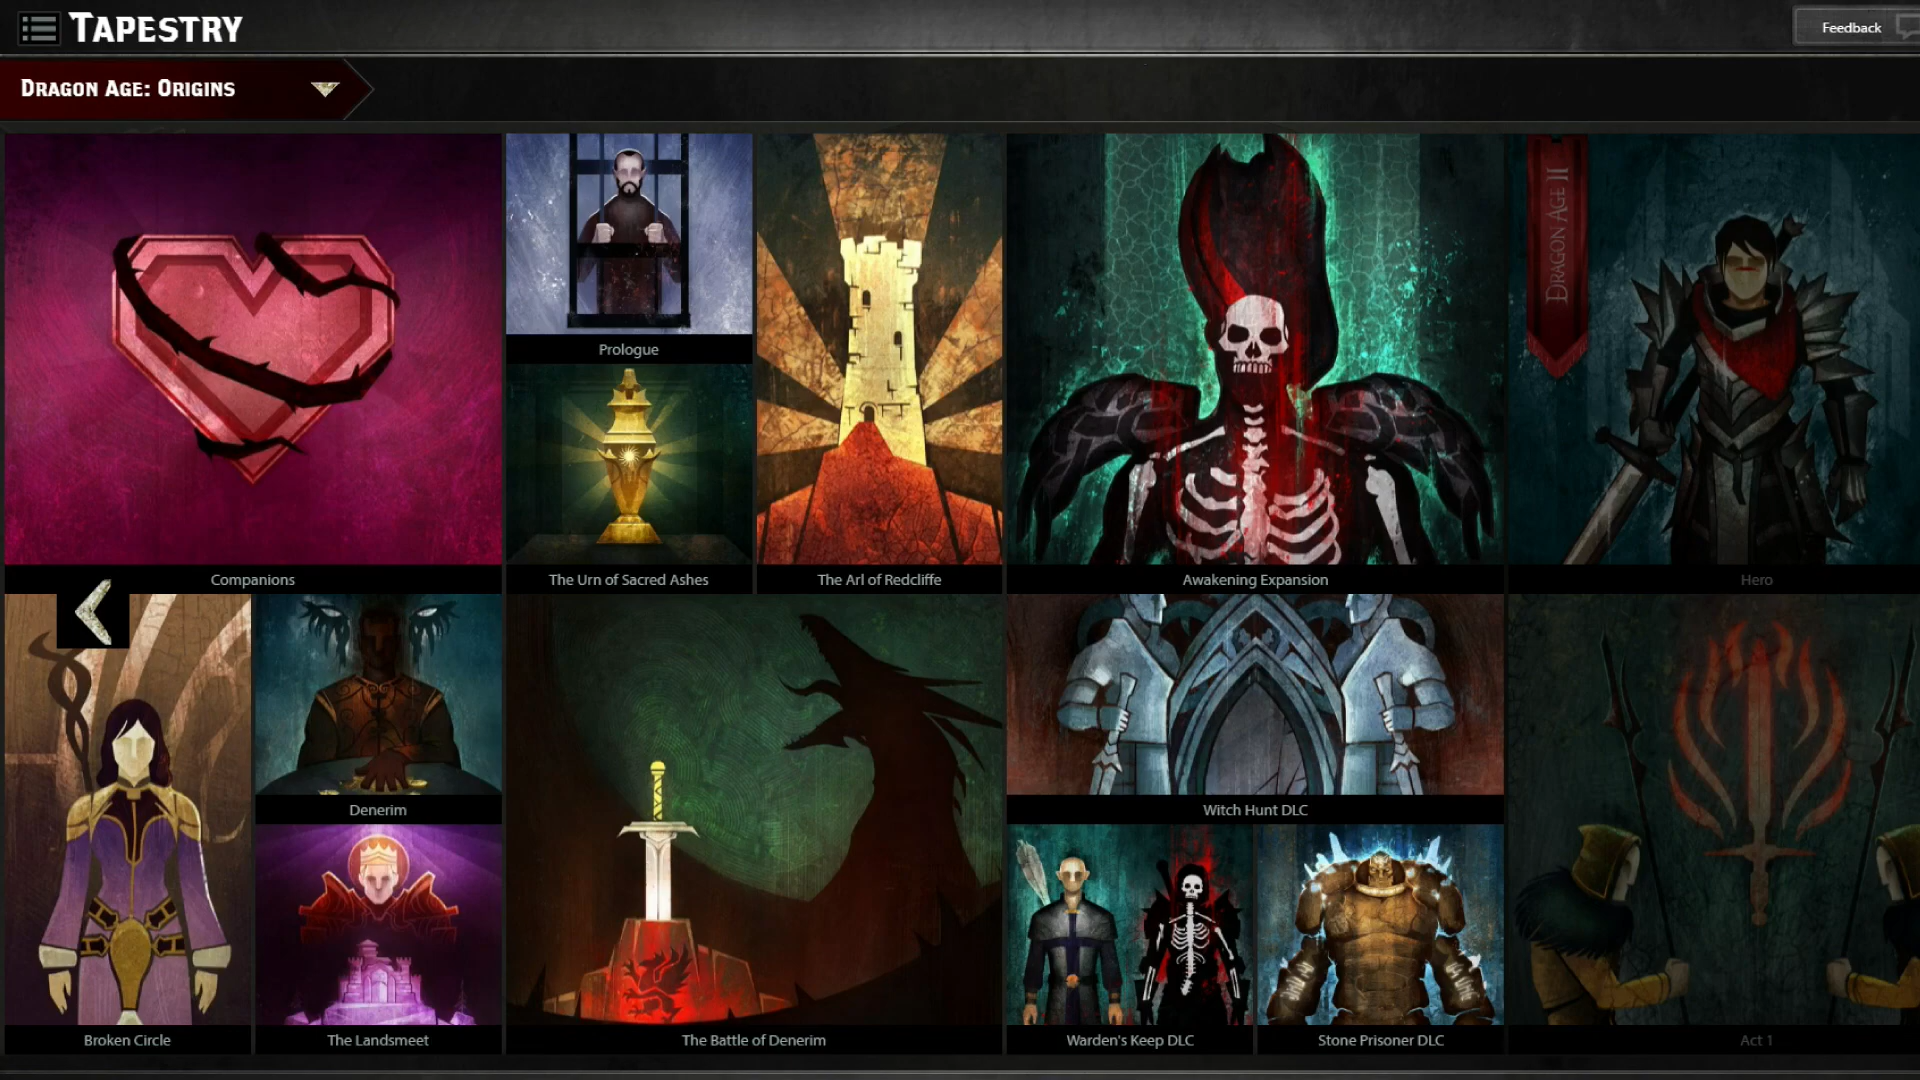 TAPESTRY
Feedback
DRAGON AGE: ORIGINS
DRAGON AGE II
Prologue
Companions
The Urn of Sacred Ashes
The Arl of Redcliffe
Awakening Expansion
Hero
Denerim
Witch Hunt DLC
Broken Circle
The Landsmeet
The Battle of Denerim
Warden's Keep DLC
Stone Prisoner DLC
Act 1